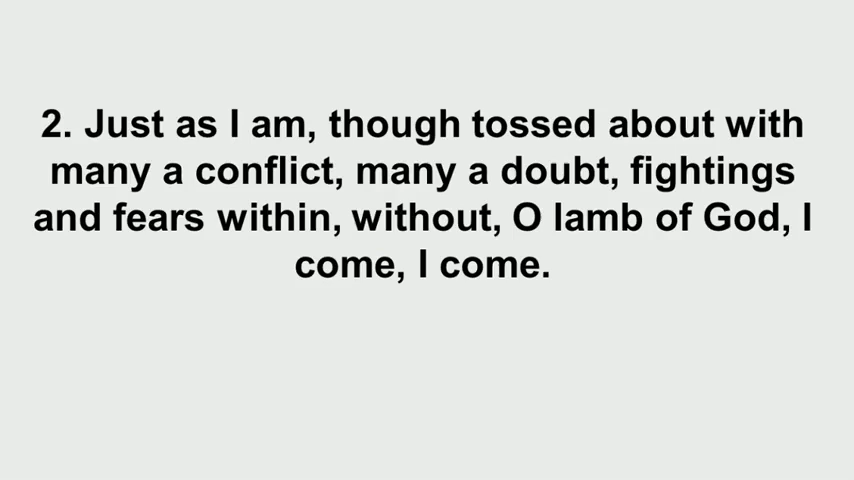 2. Just as I am, though tossed about with
many a conflict, many a doubt, fightings
and fears within, without, O lamb of God, I
come, I come.